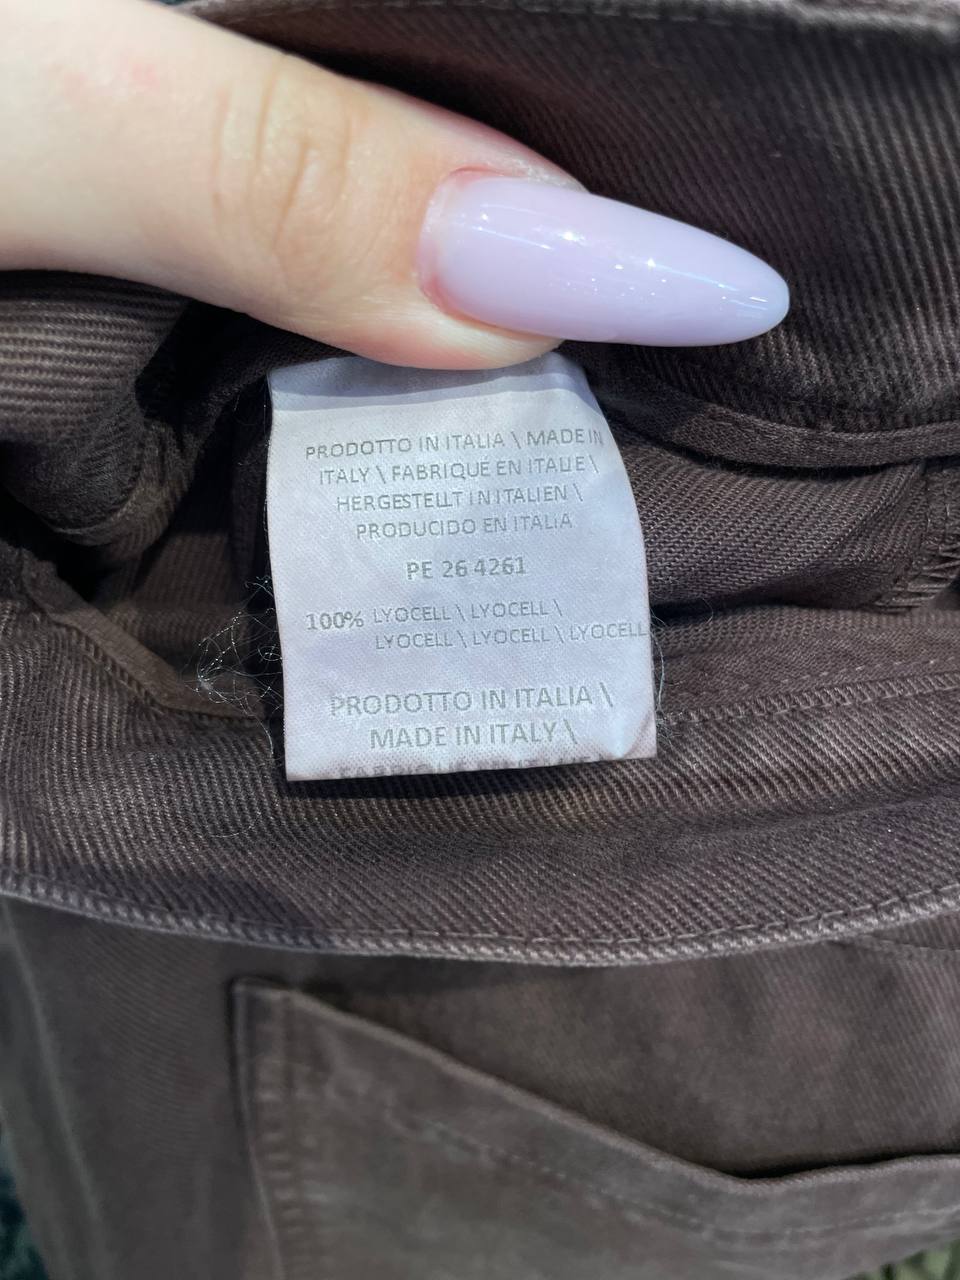 PRODOTTO IN ITALIA \ MADE IN
ITALY \ FABRIQUÉ EN ITALIE \
HERGESTELLT IN ITALIEN \
PRODUCIDO EN ITALIA
PE 26 4261
100% LYOCELL \ LYOCELL \
LYOCELL \ LYOCELL \ LYOCELL
PRODOTTO IN ITALIA \
MADE IN ITALY \